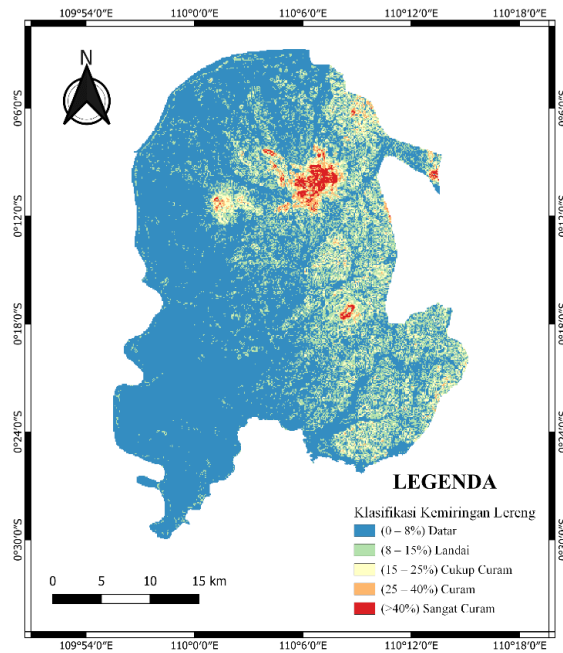 109°54'0"E 110°0'0"E 110°6'0"E 110°12'0"E 110°18'0"E
N
0°6'0"S 0°6'0"S
0°12'0"S 0°12'0"S
0°18'0"S 0°18'0"S
0°24'0"S 0°24'0"S
0°30'0"S 0°30'0"S
LEGENDA
Klasifikasi Kemiringan Lereng
(0 – 8%) Datar
(8 – 15%) Landai
(15 – 25%) Cukup Curam
(25 – 40%) Curam
(>40%) Sangat Curam
0 5 10 15 km
109°54'0"E 110°0'0"E 110°6'0"E 110°12'0"E 110°18'0"E